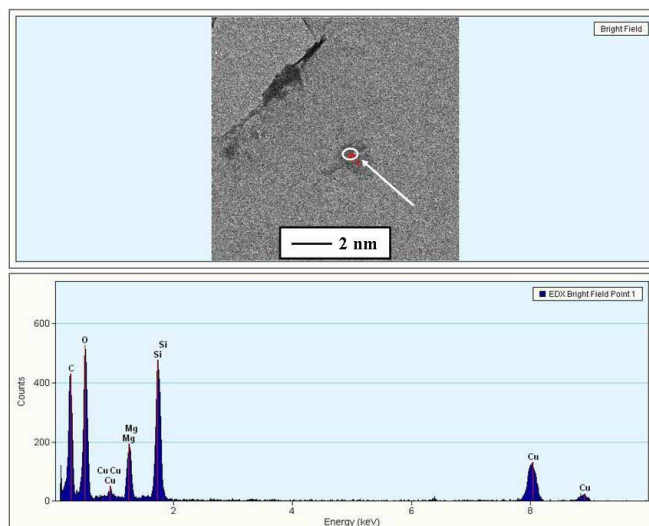 Bright Field
2 nm
EDX Bright Field Point 1
600
400
200
0
Counts
C
O
Cu Cu
Cu
Mg
Mg
Si
Si
Cu
Cu
2
4
6
8
Energy (keV)